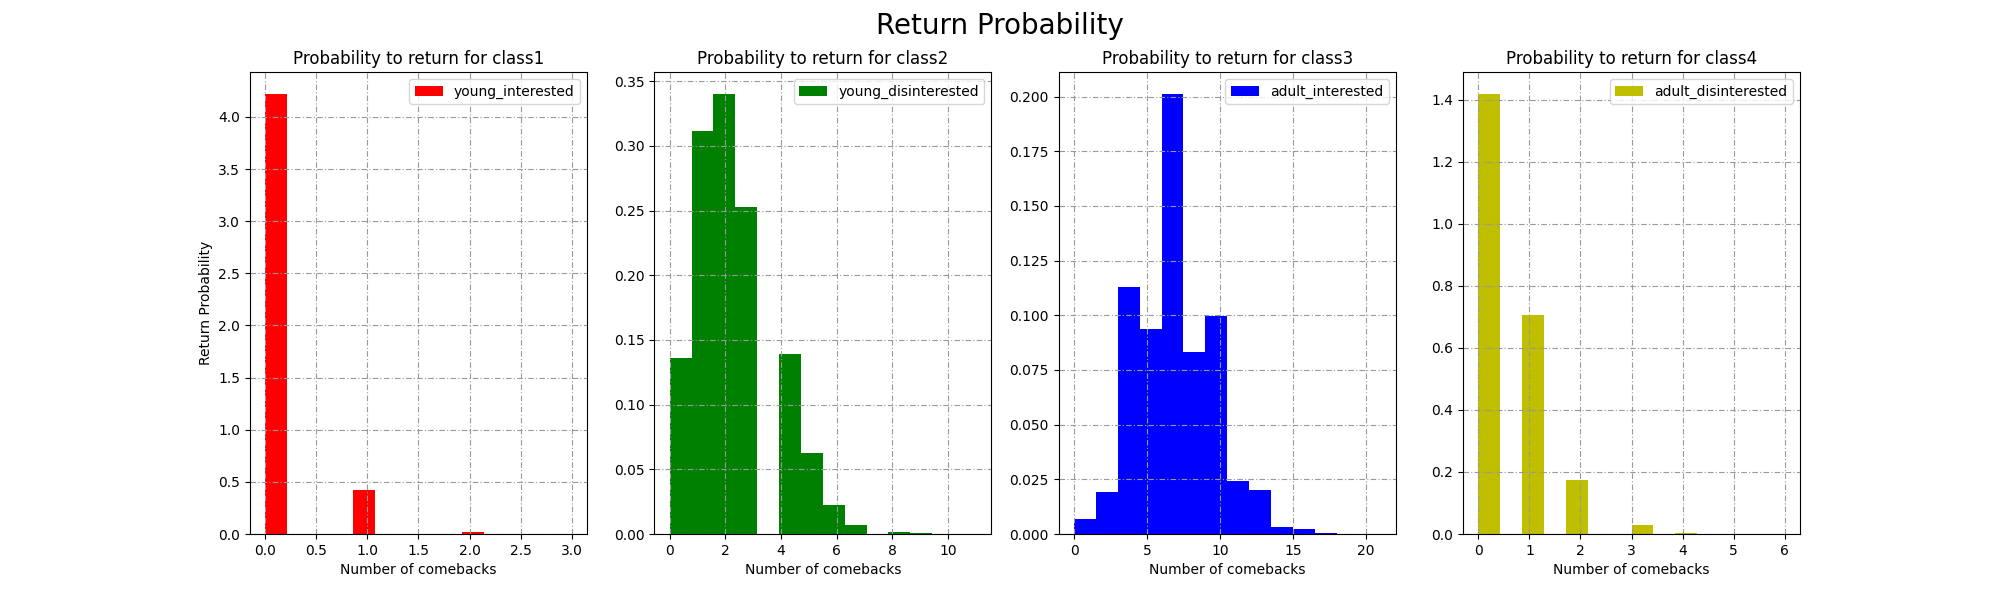 Return Probability
Probability to return for class1
young_interested
Return Probability
4.0
3.5
3.0
2.5
2.0
1.5
1.0
0.5
0.0
0.0 0.5 1.0 1.5 2.0 2.5 3.0
Number of comebacks
Probability to return for class2
young_disinterested
0.35
0.30
0.25
0.20
0.15
0.10
0.05
0.00
0 2 4 6 8 10
Number of comebacks
Probability to return for class3
adult_interested
0.200
0.175
0.150
0.125
0.100
0.075
0.050
0.025
0.000
0 5 10 15 20
Number of comebacks
Probability to return for class4
adult_disinterested
1.4
1.2
1.0
0.8
0.6
0.4
0.2
0.0
0 1 2 3 4 5 6
Number of comebacks